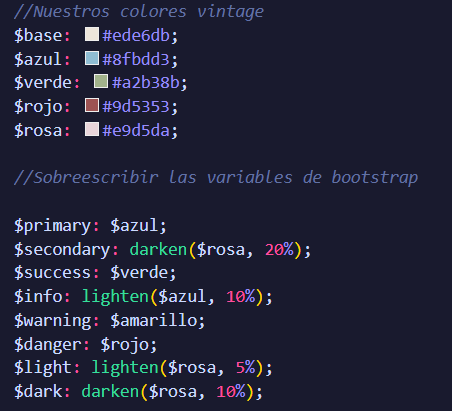 //Nuestros colores vintage
$base: #ede6db;
$azul: #8fbdd3;
$verde: #a2b38b;
$rojo: #9d5353;
$rosa: #e9d5da;
//Sobreescribir las variables de bootstrap
$primary: $azul;
$secondary: darken($rosa, 20%);
$success: $verde;
$info: lighten($azul, 10%);
$warning: $amarillo;
$danger: $rojo;
$light: lighten($rosa, 5%);
$dark: darken($rosa, 10%);